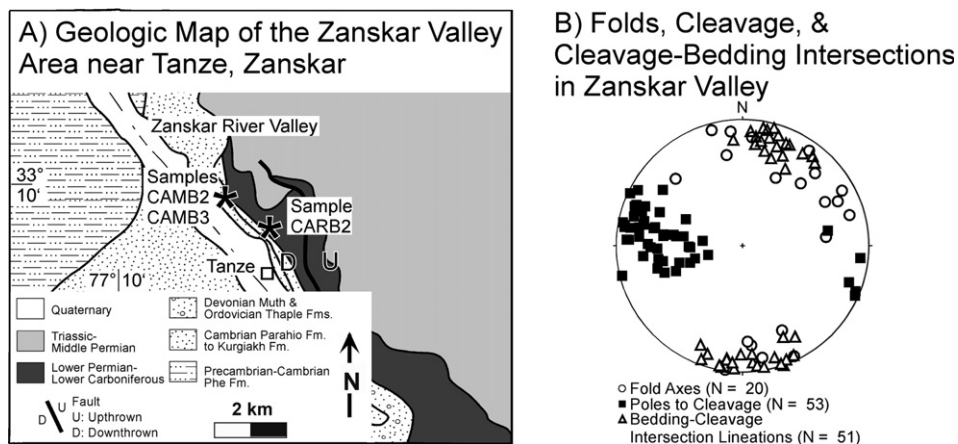 A) Geologic Map of the Zanskar Valley
Area near Tanze, Zanskar
Zanskar River Valley
33°
10'
Samples
CAMB2
CAMB3
Sample
CARB2
Tanze
D
U
77° 10'
Quaternary
Triassic-
Middle Permian
Lower Permian-
Lower Carboniferous
D U Fault
U: Upthrown
D: Downthrown
Devonian Muth &
Ordovician Thaple Fms.
Cambrian Parahio Fm.
to Kurgiakh Fm.
Precambrian-Cambrian
Phe Fm.
2 km
N
B) Folds, Cleavage, &
Cleavage-Bedding Intersections
in Zanskar Valley
N
Fold Axes (N = 20)
Poles to Cleavage (N = 53)
Bedding-Cleavage
Intersection Lineations (N = 51)